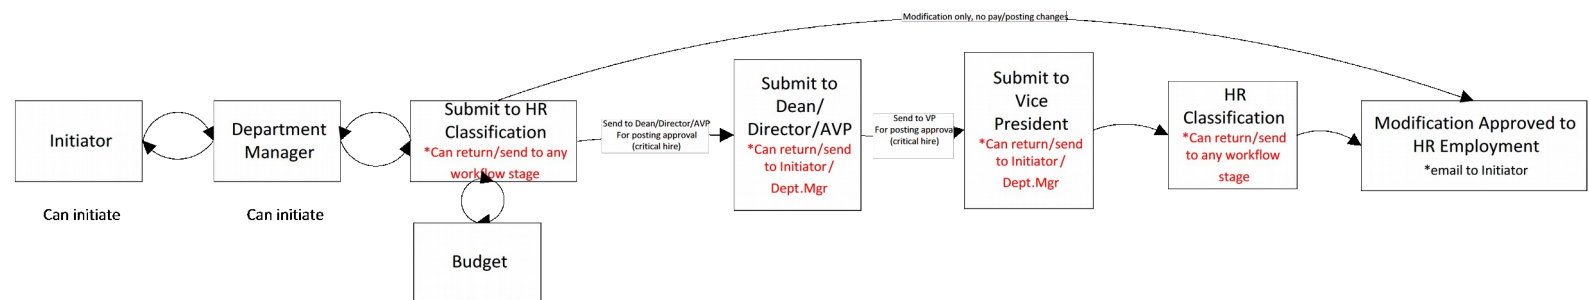 Modification only, no pay/posting changes
Initiator
Can initiate
Department
Manager
Can initiate
Submit to HR
Classification
*Can return/send to any
workflow stage
Budget
Send to Dean/Director/AVP
For posting approval
(critical hire)
Submit to
Dean/
Director/AVP
*Can return/send
to Initiator/
Dept.Mgr
Send to VP
For posting approval
(critical hire)
Submit to
Vice
President
*Can return/send
to Initiator/
Dept.Mgr
HR
Classification
*Can return/send
to any workflow
stage
Modification Approved to
HR Employment
*email to Initiator